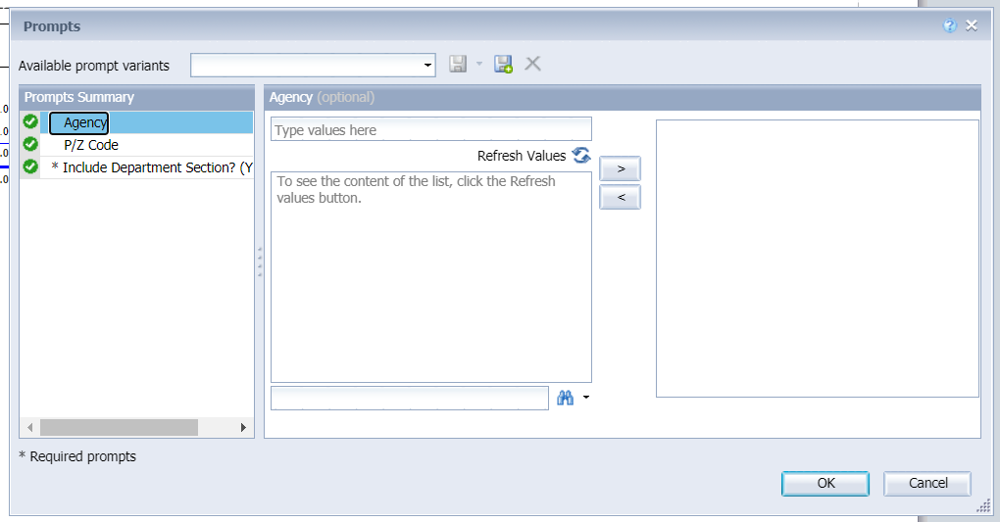 Prompts
Available prompt variants
Prompts Summary
Agency
P/Z Code
* Include Department Section? (Y
* Required prompts
Agency (optional)
Type values here
Refresh Values
To see the content of the list, click the Refresh
values button.
>
<
OK
Cancel